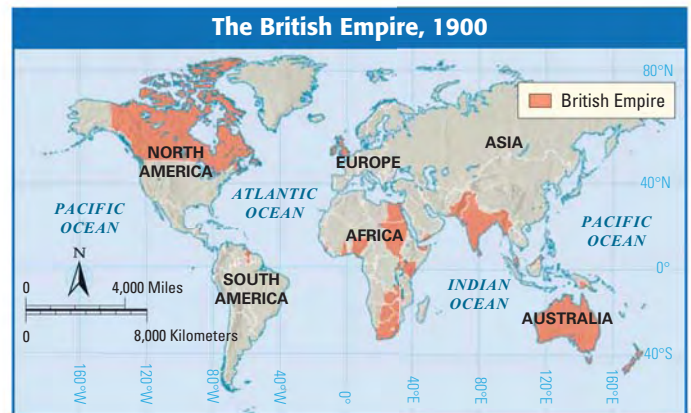 The British Empire, 1900
80°N
British Empire
ASIA
NORTH
AMERICA
EUROPE
ATLANTIC
OCEAN
40°N
PACIFIC
OCEAN
PACIFIC
OCEAN
AFRICA
N
0°
0
4,000 Miles
SOUTH
AMERICA
INDIAN
OCEAN
AUSTRALIA
0
8,000 Kilometers
40°S
160°W
120°W
80°W
40°W
0°
40°E
80°E
120°E
160°E